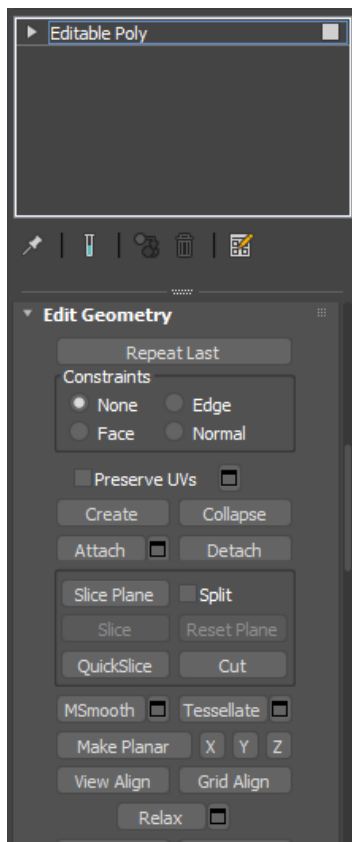 Editable Poly
Edit Geometry
Repeat Last
Constraints
None Edge
Face Normal
Preserve UVs
Create Collapse
Attach Detach
Slice Plane Split
Slice Reset Plane
QuickSlice Cut
MSmooth Tessellate
Make Planar X Y Z
View Align Grid Align
Relax